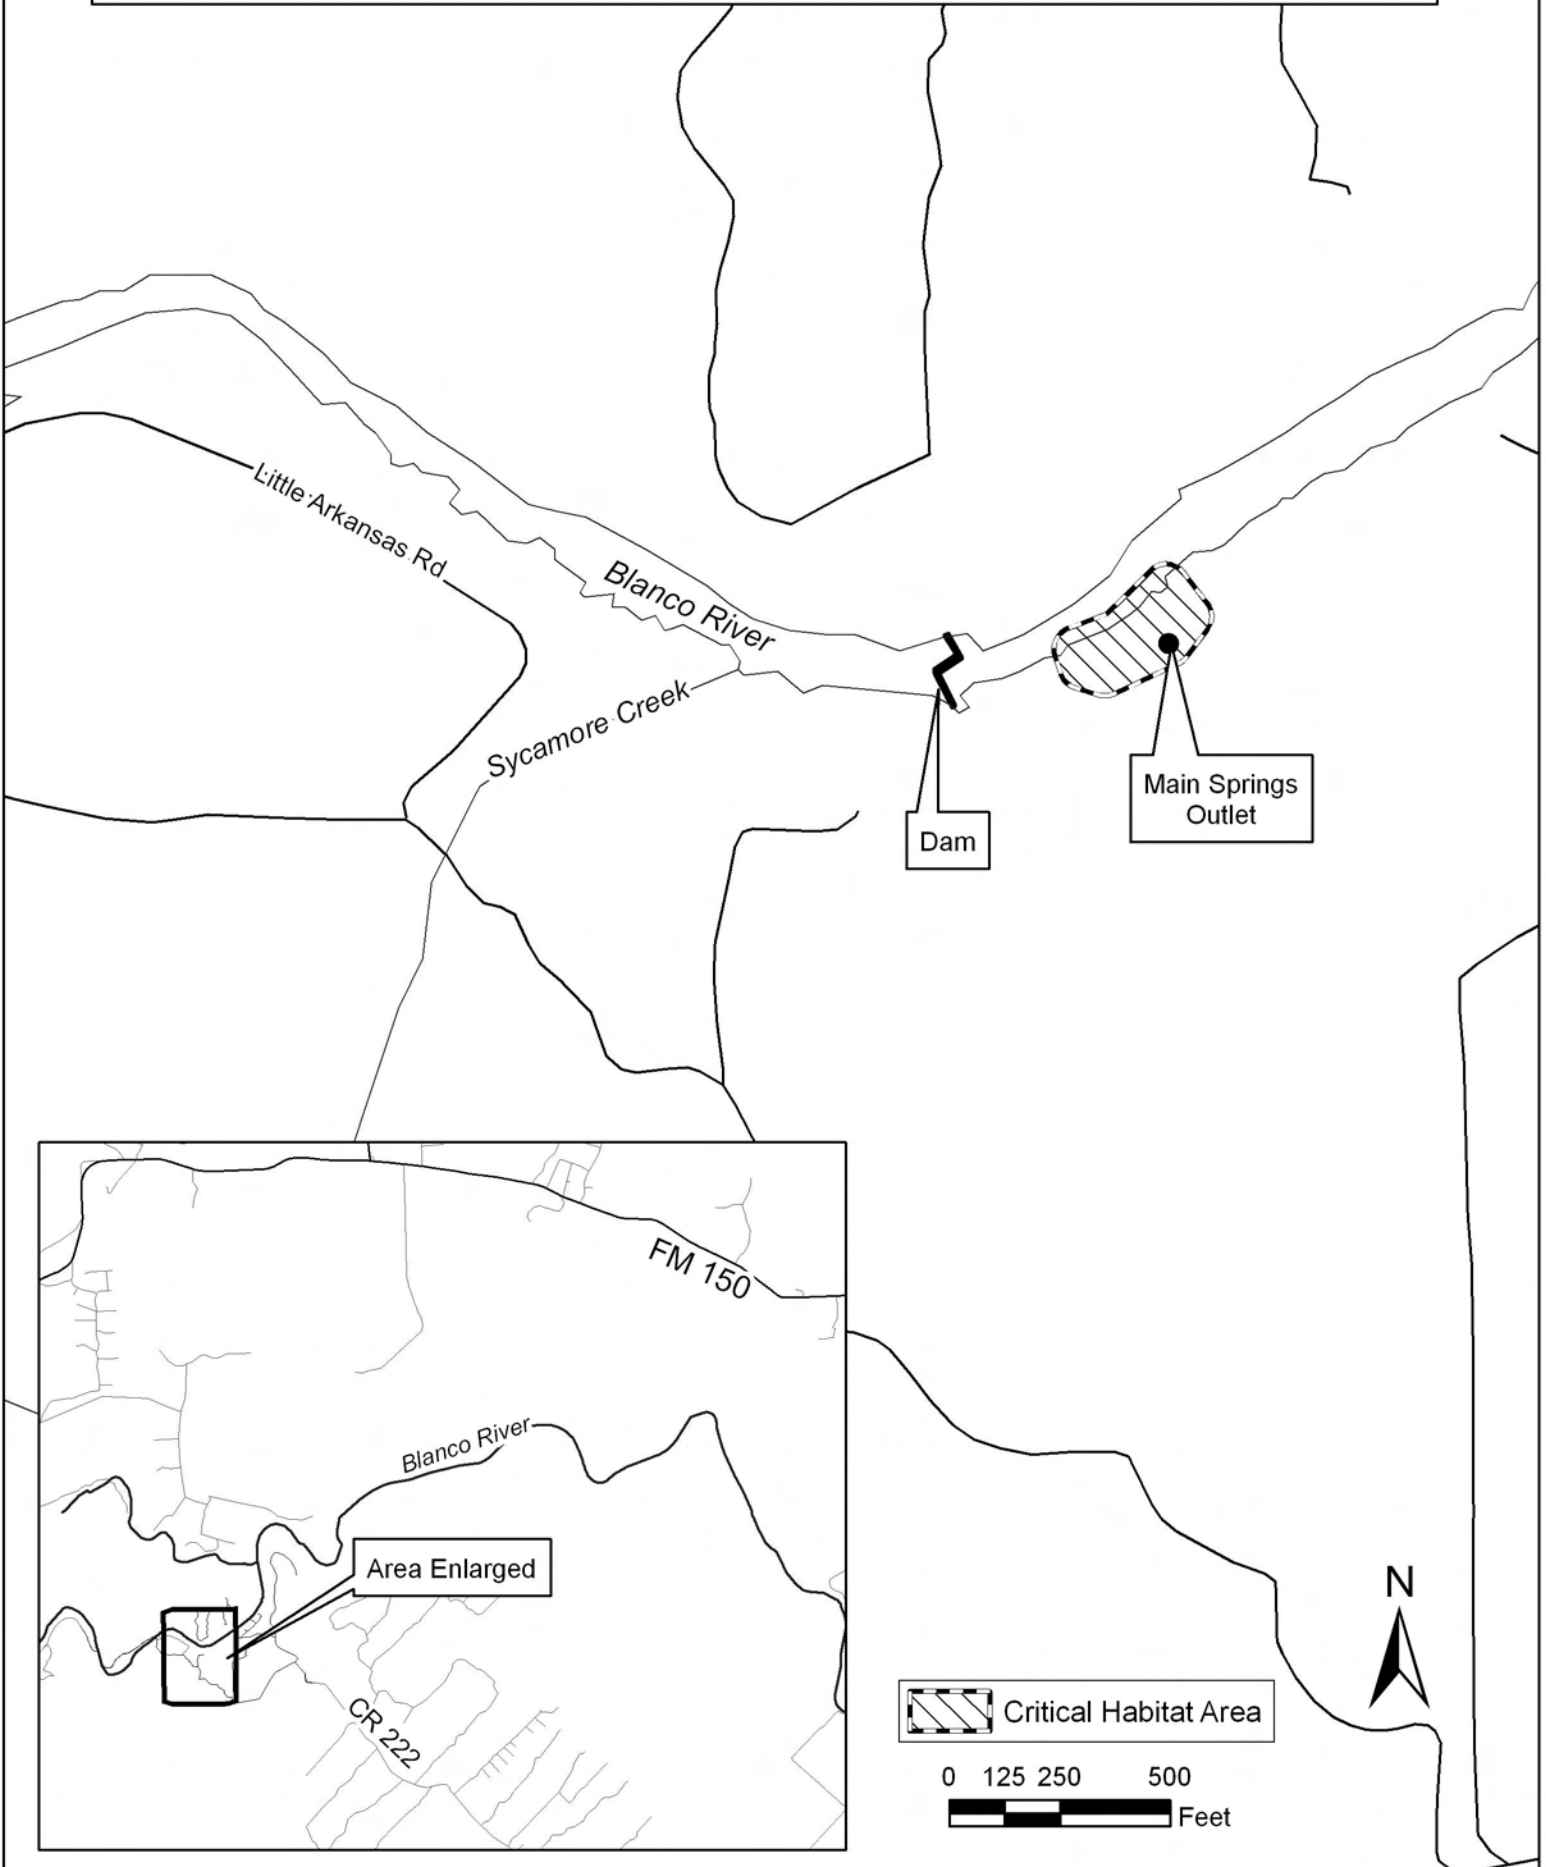 Little Arkansas Rd
Blanco River
Sycamore Creek
Main Springs
Outlet
Dam
FM 150
Blanco River
Area Enlarged
CR 222
N
Critical Habitat Area
0 125 250 500
Feet